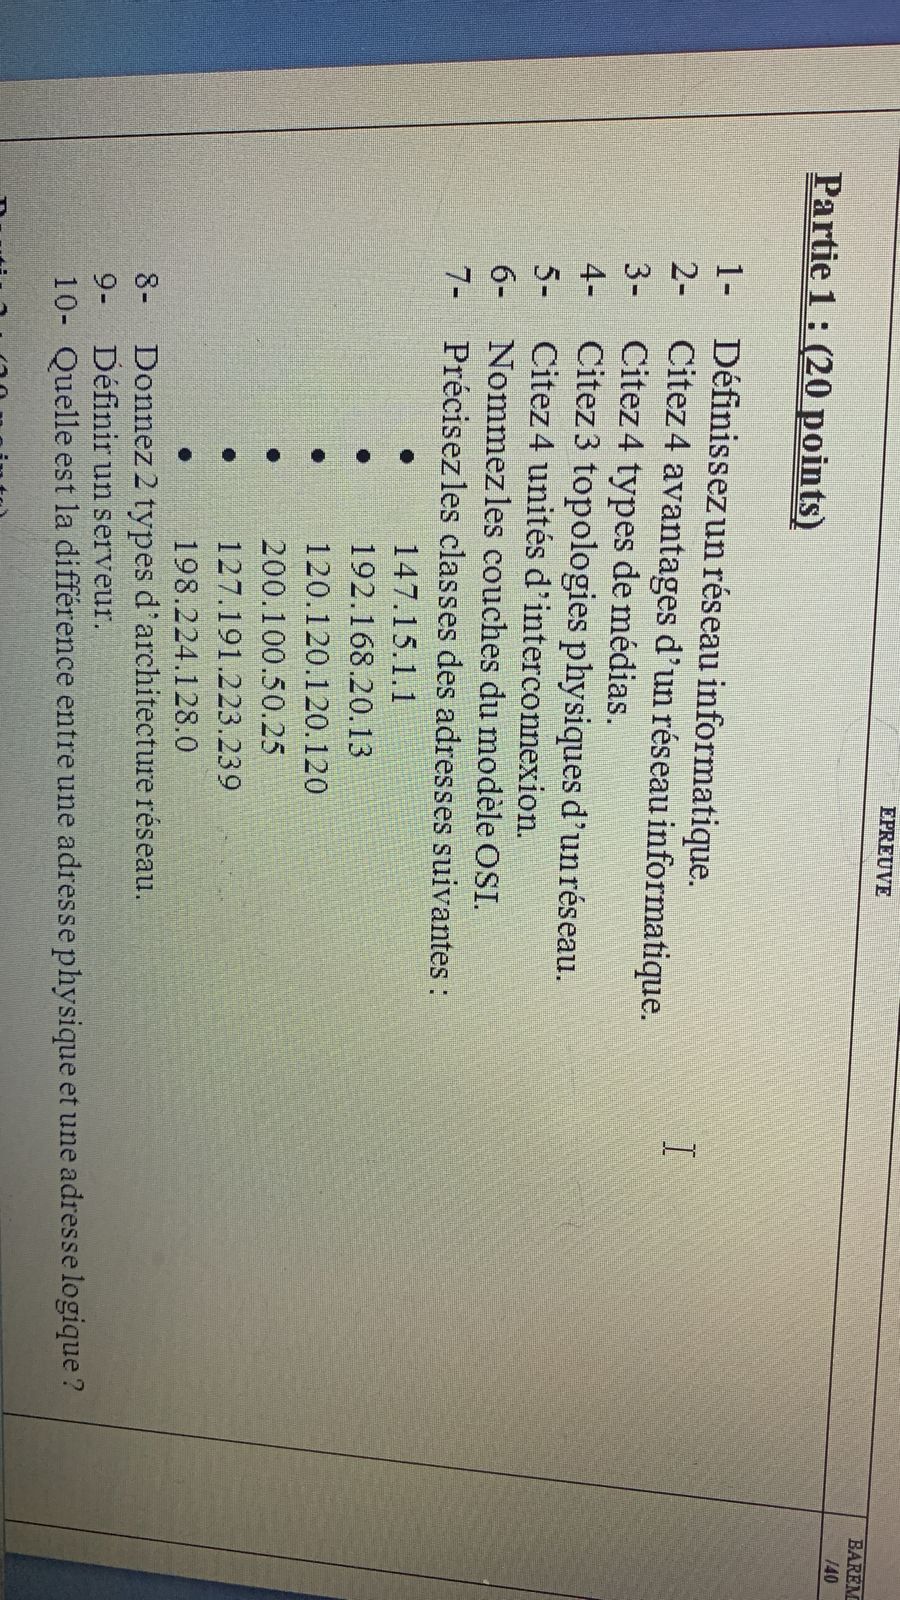 EPREUVE
BAREM
/40
Partie 1 : (20 points)
1- Définissez un réseau informatique.
2- Citez 4 avantages d'un réseau informatique.
3- Citez 4 types de médias.
4- Citez 3 topologies physiques d'un réseau.
5- Citez 4 unités d'interconnexion.
6- Nommez les couches du modèle OSI.
7- Précisez les classes des adresses suivantes :
• 147.15.1.1
• 192.168.20.13
• 120.120.120.120
• 200.100.50.25
• 127.191.223.239
• 198.224.128.0
8- Donnez 2 types d'architecture réseau.
9- Définir un serveur.
10- Quelle est la différence entre une adresse physique et une adresse logique ?